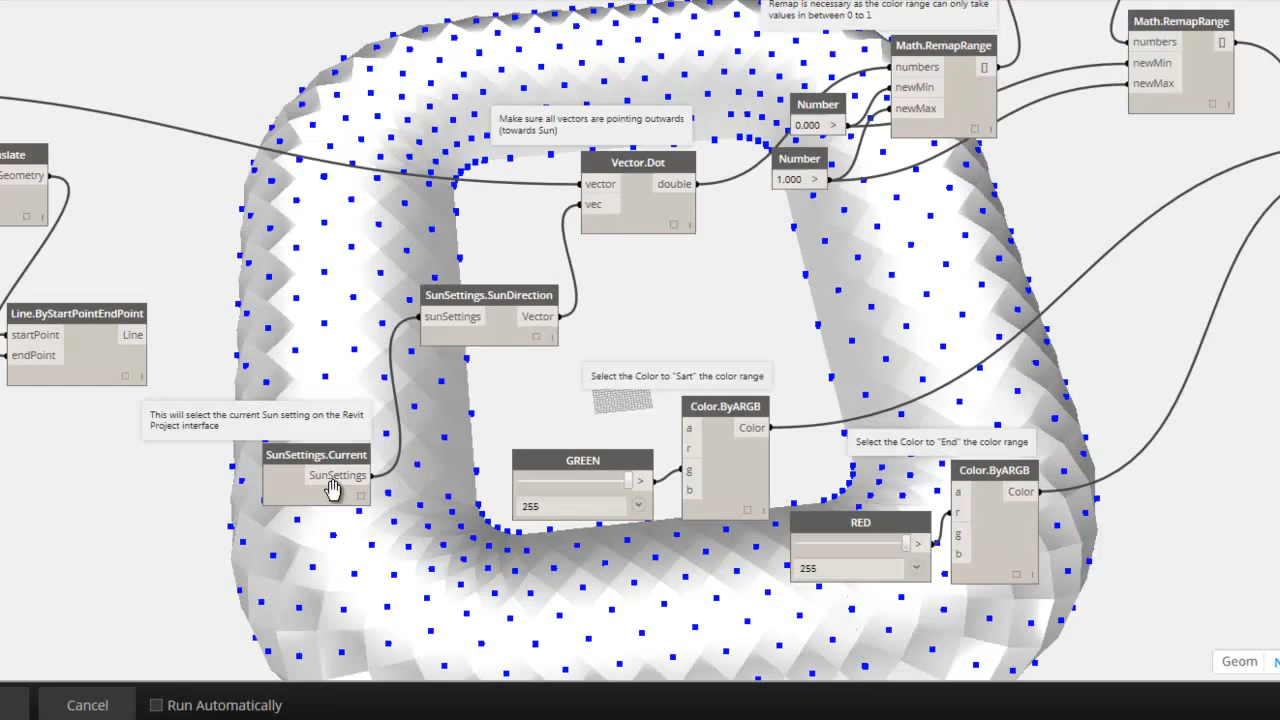 Remap is necessary as the color range can only take
values in between 0 to 1
Math.RemapRange
numbers []
newMin
newMax
Math.RemapRange
numbers []
newMin
newMax
Number
0.000 >
Number
1.000 >
Make sure all vectors are pointing outwards
(towards Sun)
Vector.Dot
vector double
vec
slate
Geometry
SunSettings.SunDirection
sunSettings Vector
Line.ByStartPointEndPoint
startPoint Line
endPoint
This will select the current Sun setting on the Revit
Project interface
SunSettings.Current
SunSettings
Select the Color to "Sart" the color range
Color.ByARGB
a Color
r
g
b
GREEN
>
255
Select the Color to "End" the color range
Color.ByARGB
a Color
r
g
b
RED
>
255
Geom
Cancel
Run Automatically